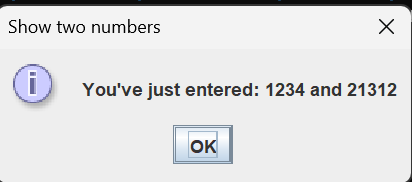 Show two numbers
You've just entered: 1234 and 21312
OK